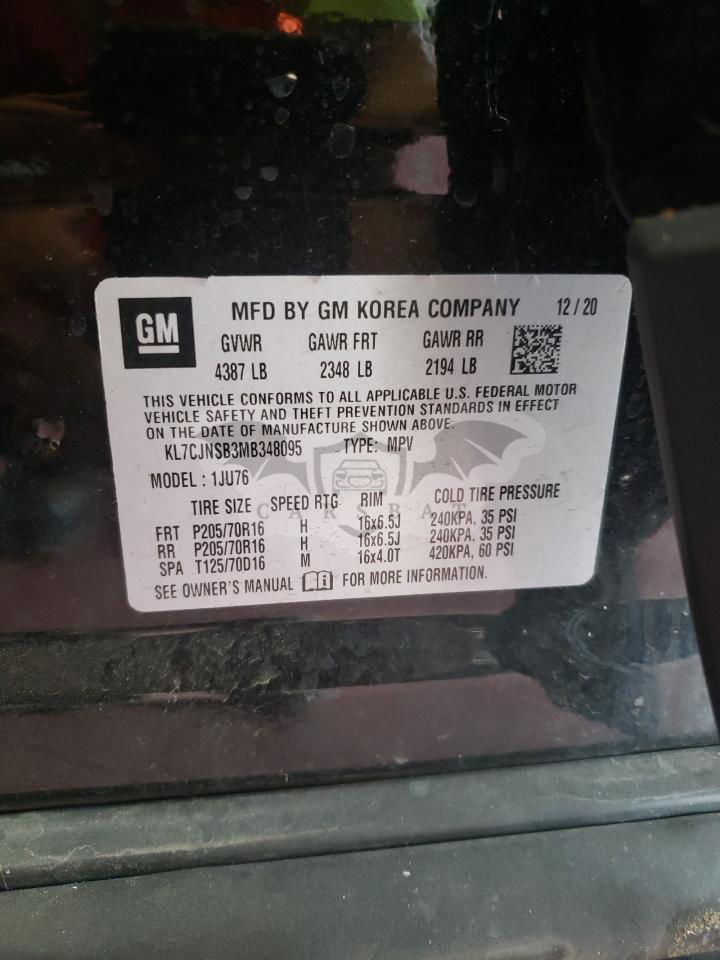 GM
MFD BY GM KOREA COMPANY 12/20
GVWR GAWR FRT GAWR RR
4387 LB 2348 LB 2194 LB
THIS VEHICLE CONFORMS TO ALL APPLICABLE U.S. FEDERAL MOTOR
VEHICLE SAFETY AND THEFT PREVENTION STANDARDS IN EFFECT
ON THE DATE OF MANUFACTURE SHOWN ABOVE.
KL7CJNSB3MB348095 TYPE: MPV
MODEL : 1JU76
TIRE SIZE SPEED RTG RIM COLD TIRE PRESSURE
FRT P205/70R16 H 16x6.5J 240KPA, 35 PSI
RR P205/70R16 H 16x6.5J 240KPA, 35 PSI
SPA T125/70D16 M 16x4.0T 420KPA, 60 PSI
SEE OWNER'S MANUAL FOR MORE INFORMATION.
CARSBAT